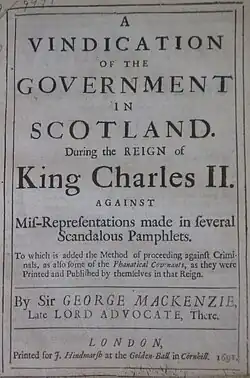 A
VINDICATION
OF THE
GOVERNMENT
IN
SCOTLAND.
During the REIGN of
King Charles II.
AGAINST
Miſ-Repreſentations made in ſeveral
Scandalous Pamphlets.
To which is added the Method of proceeding againſt Crimi-
nals, as alſo ſome of the Phanatical Covenants, as they were
Printed and Publiſhed by themſelves in that Reign.
By Sir GEORGE MACKENZIE,
Late LORD ADVOCATE, There.
LONDON,
Printed for J. Hindmarſh at the Golden-Ball in Cornhill. 1691.